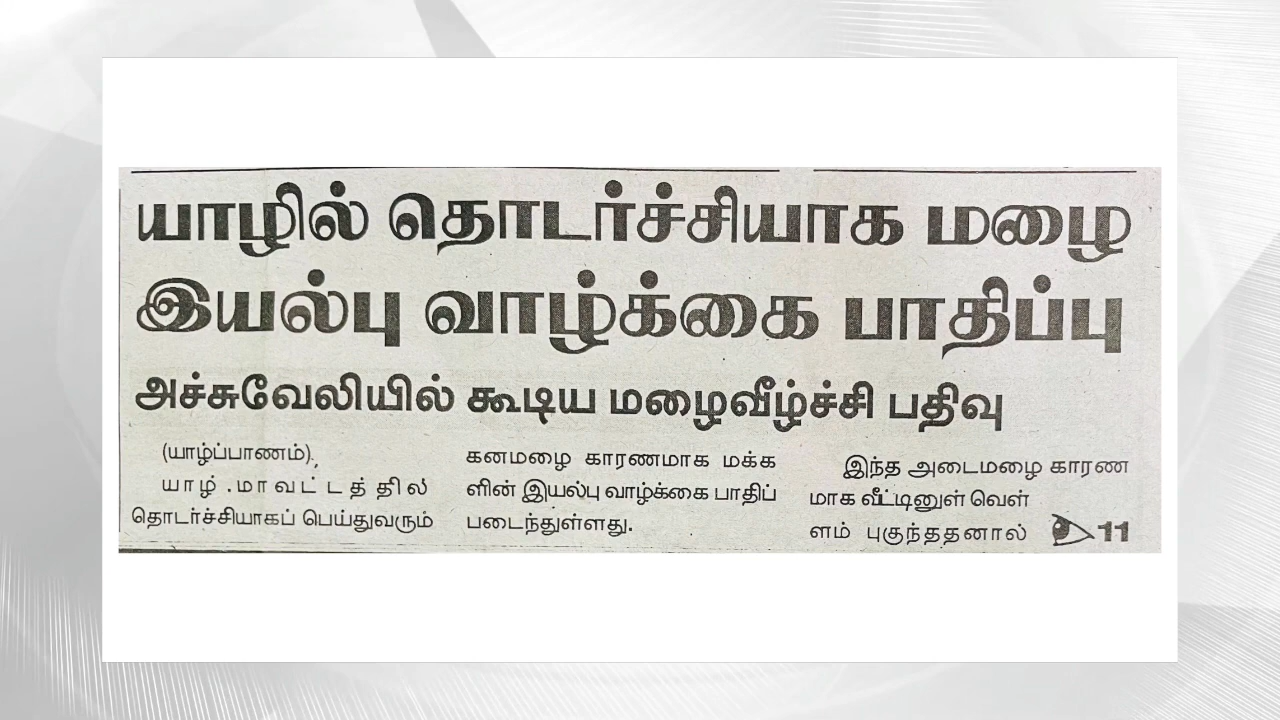 யாழில் தொடர்ச்சியாக மழை
இயல்பு வாழ்க்கை பாதிப்பு
அச்சுவேலியில் கூடிய மழைவீழ்ச்சி பதிவு
(யாழ்ப்பாணம்),
யாழ் .மாவட்டத்தில்
தொடர்ச்சியாகப் பெய்துவரும்
கனமழை காரணமாக மக்க
ளின் இயல்பு வாழ்க்கை பாதிப்
படைந்துள்ளது.
இந்த அடைமழை காரண
மாக வீட்டினுள் வெள்
ளம் புகுந்ததனால்
11